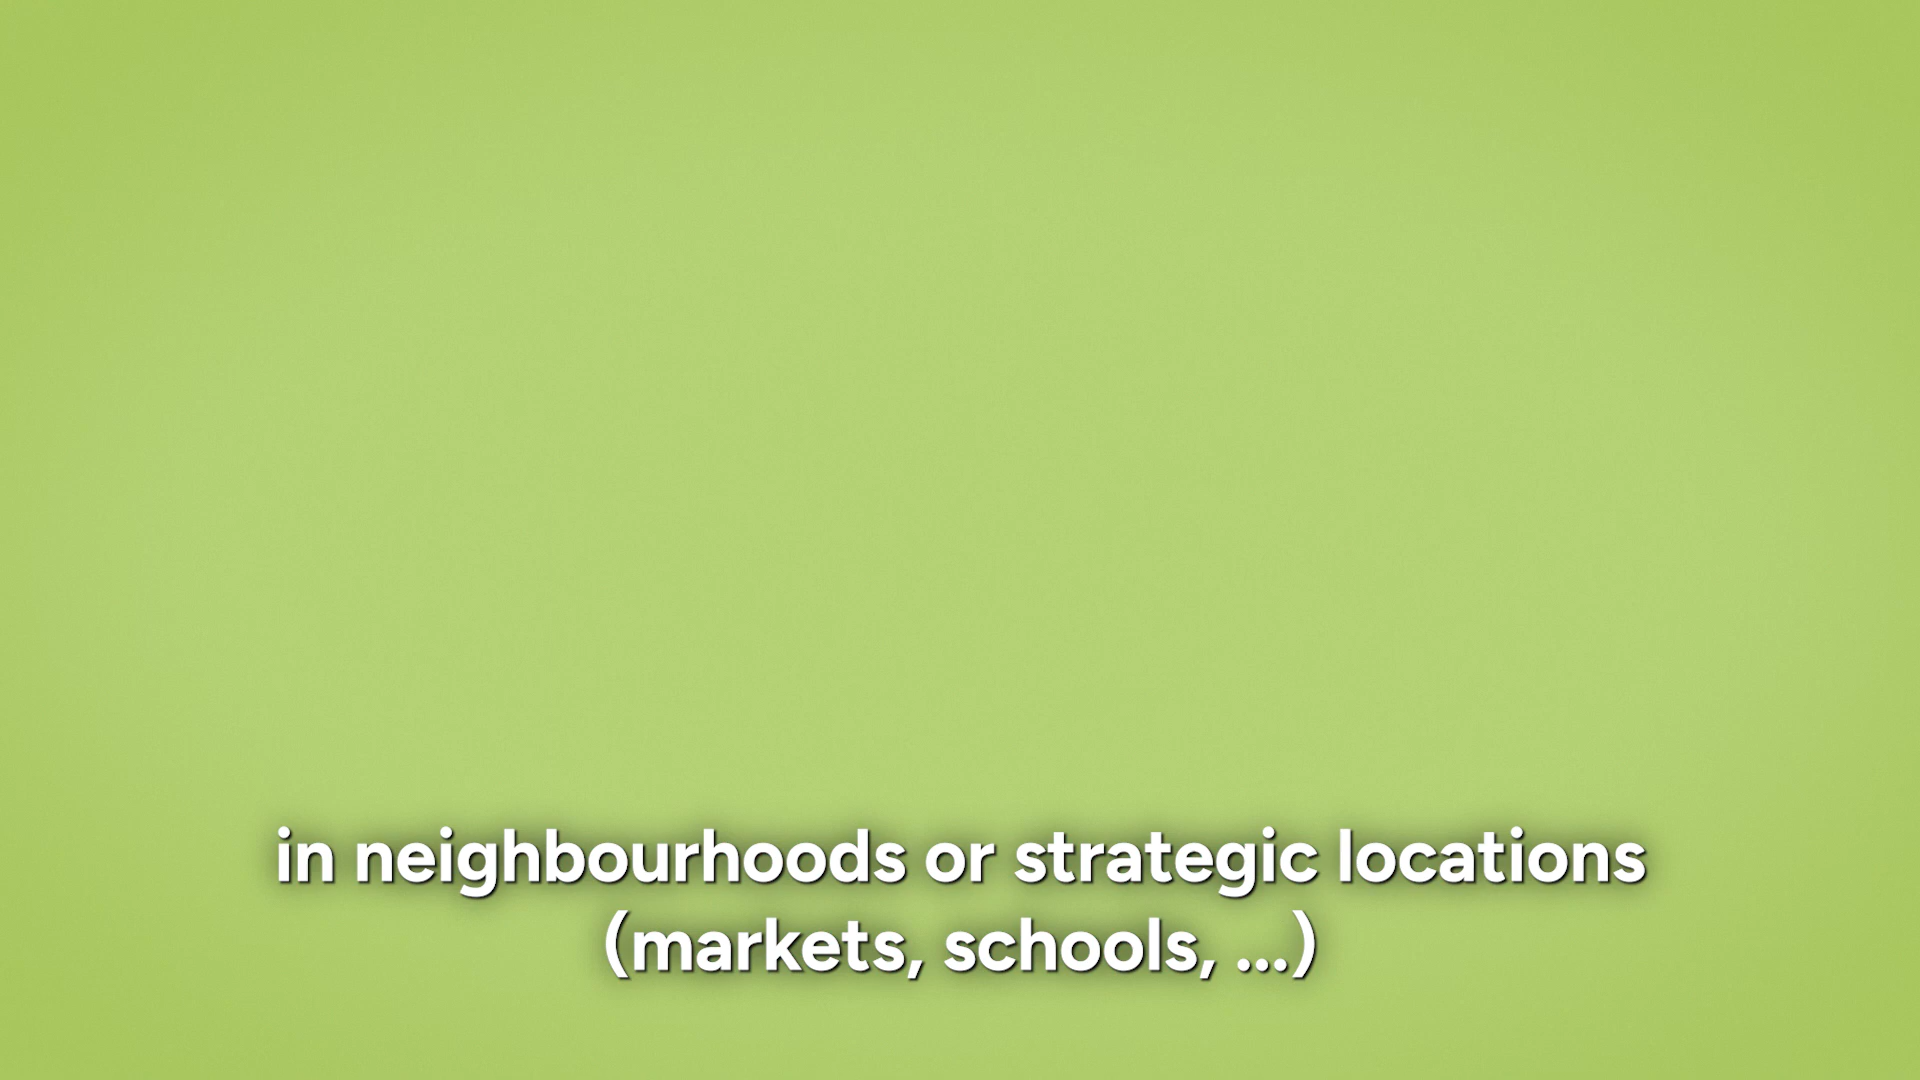 in neighbourhoods or strategic locations
(markets, schools, ...)